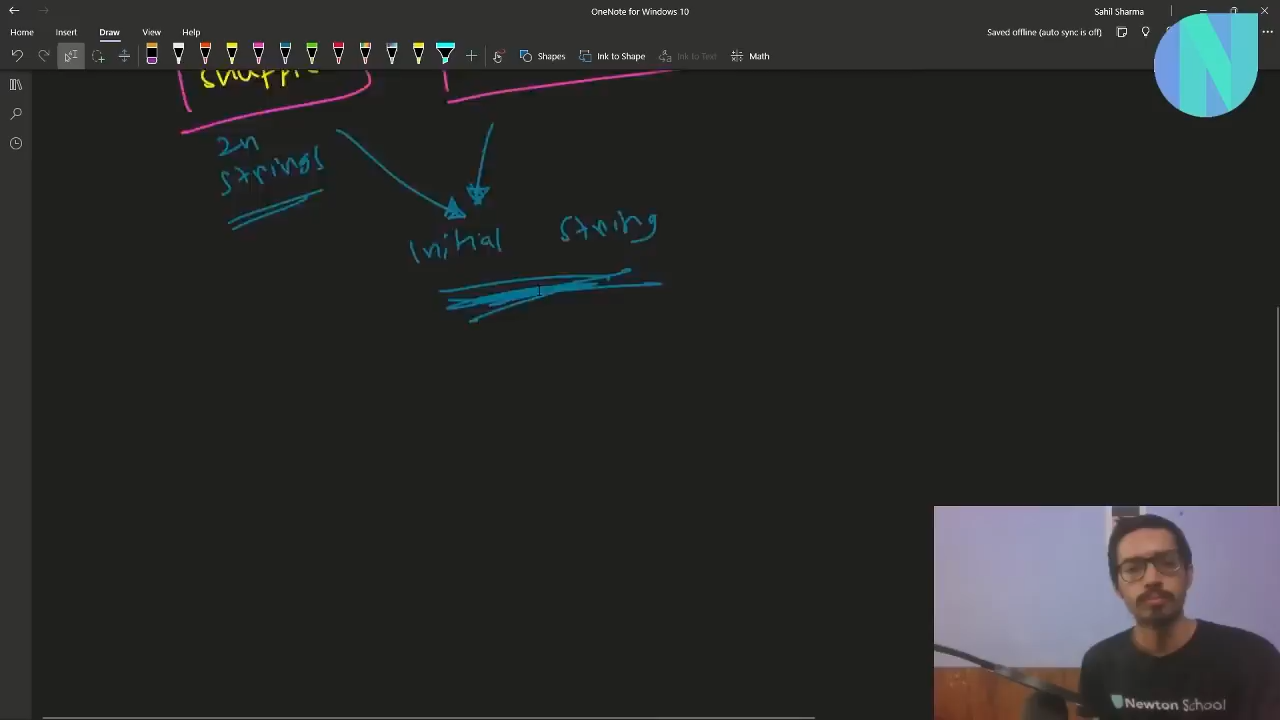 OneNote for Windows 10
Sahil Sharma
Home
Insert
Draw
View
Help
Saved offline (auto sync is off)
Shapes
Ink to Shape
Ink to Text
Math
2n
strings
Initial string
Newton School